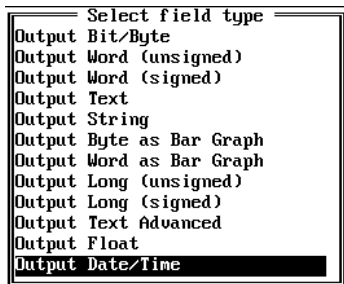 Select field type
Output Bit/Byte
Output Word (unsigned)
Output Word (signed)
Output Text
Output String
Output Byte as Bar Graph
Output Word as Bar Graph
Output Long (unsigned)
Output Long (signed)
Output Text Advanced
Output Float
Output Date/Time